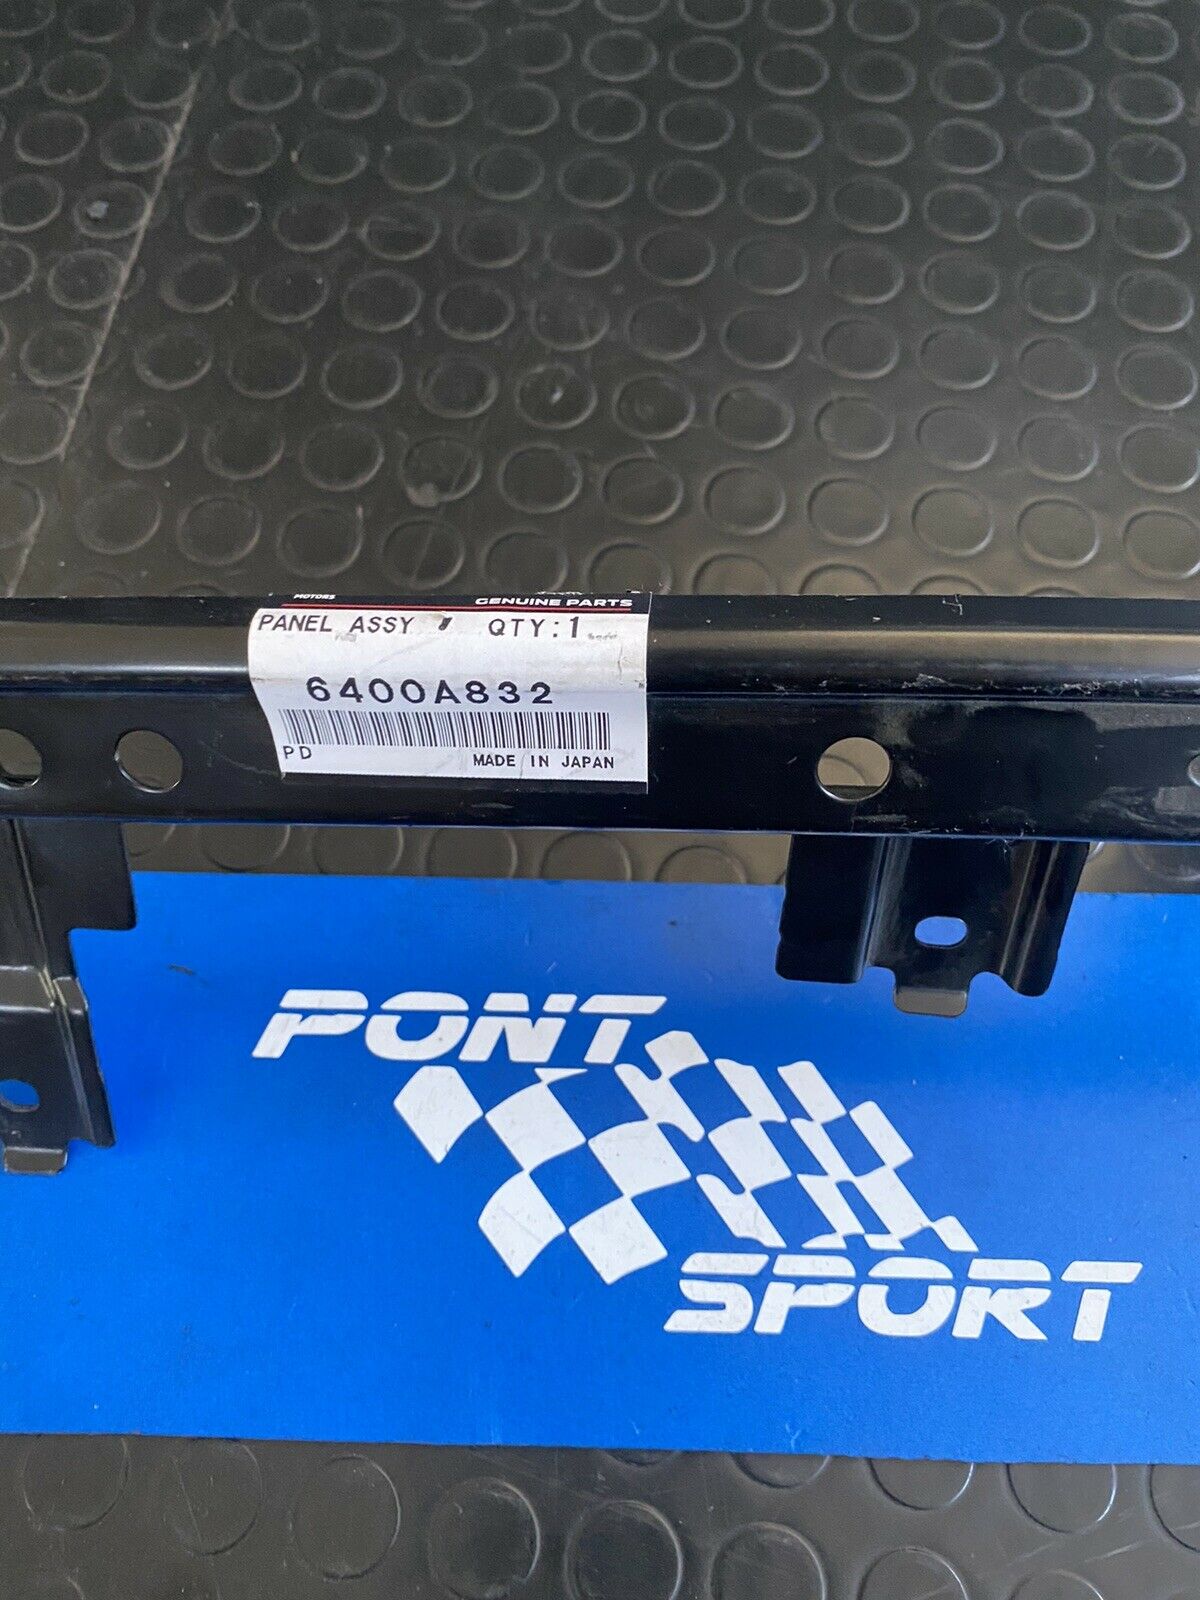 MOTORS GENUINE PARTS
PANEL ASSY, QTY:1
6400A832
PD MADE IN JAPAN
PONT
SPORT